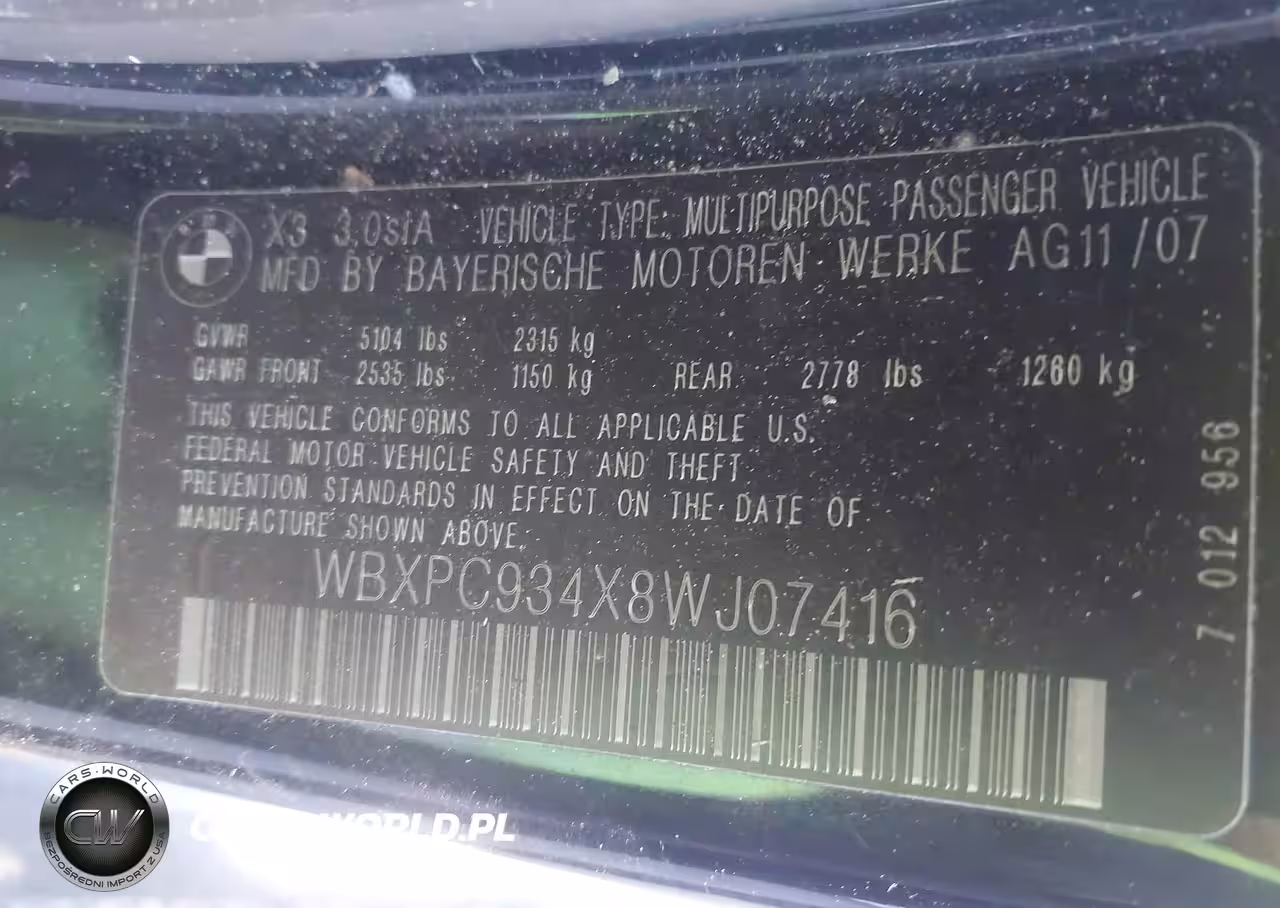 X3 3.0siA VEHICLE TYPE: MULTIPURPOSE PASSENGER VEHICLE
MFD BY BAYERISCHE MOTOREN WERKE AG 11/07
GVWR 5104 lbs 2315 kg
GAWR FRONT 2535 lbs 1150 kg REAR 2778 lbs 1260 kg
THIS VEHICLE CONFORMS TO ALL APPLICABLE U.S.
FEDERAL MOTOR VEHICLE SAFETY AND THEFT
PREVENTION STANDARDS IN EFFECT ON THE DATE OF
MANUFACTURE SHOWN ABOVE.
WBXPC934X8WJ07416
7 012 956
CARS-WORLD
CW
BEZPOŚREDNI IMPORT Z USA
WORLD.PL